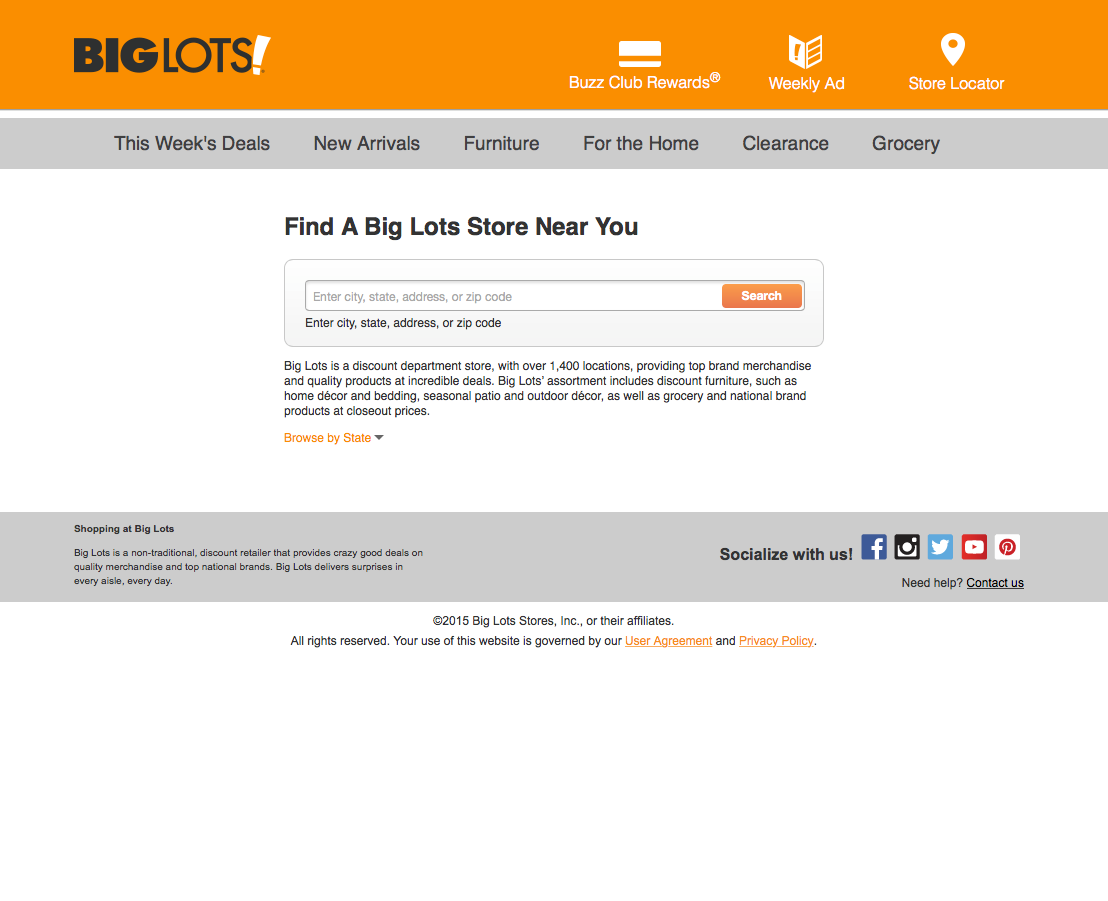 BIG LOTS!
Buzz Club Rewards®
Weekly Ad
Store Locator
This Week's Deals
New Arrivals
Furniture
For the Home
Clearance
Grocery
Find A Big Lots Store Near You
Enter city, state, address, or zip code
Search
Enter city, state, address, or zip code
Big Lots is a discount department store, with over 1,400 locations, providing top brand merchandise
and quality products at incredible deals. Big Lots’ assortment includes discount furniture, such as
home décor and bedding, seasonal patio and outdoor décor, as well as grocery and national brand
products at closeout prices.
Browse by State
Shopping at Big Lots
Big Lots is a non-traditional, discount retailer that provides crazy good deals on
quality merchandise and top national brands. Big Lots delivers surprises in
every aisle, every day.
Socialize with us!
Need help? Contact us
©2015 Big Lots Stores, Inc., or their affiliates.
All rights reserved. Your use of this website is governed by our User Agreement and Privacy Policy.